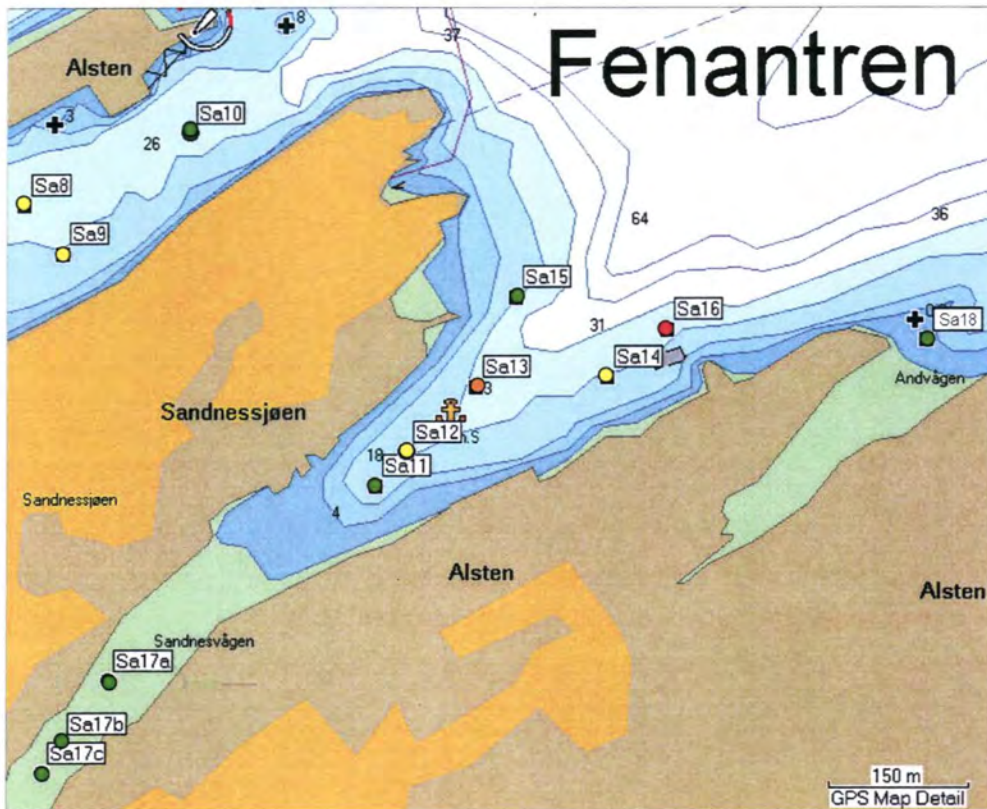 Fenantren
8
37
Alsten
3
Sa10
26
Sa8
64
36
Sa9
Sa15
Sa16
31
Sa18
Sa14
Sa13
3
Andvågen
Sandnessjøen
Sa12
18
Sa11
Sandnessjøen
4
Alsten
Alsten
Sandnesvågen
Sa17a
Sa17b
Sa17c
150 m
GPS Map Detail